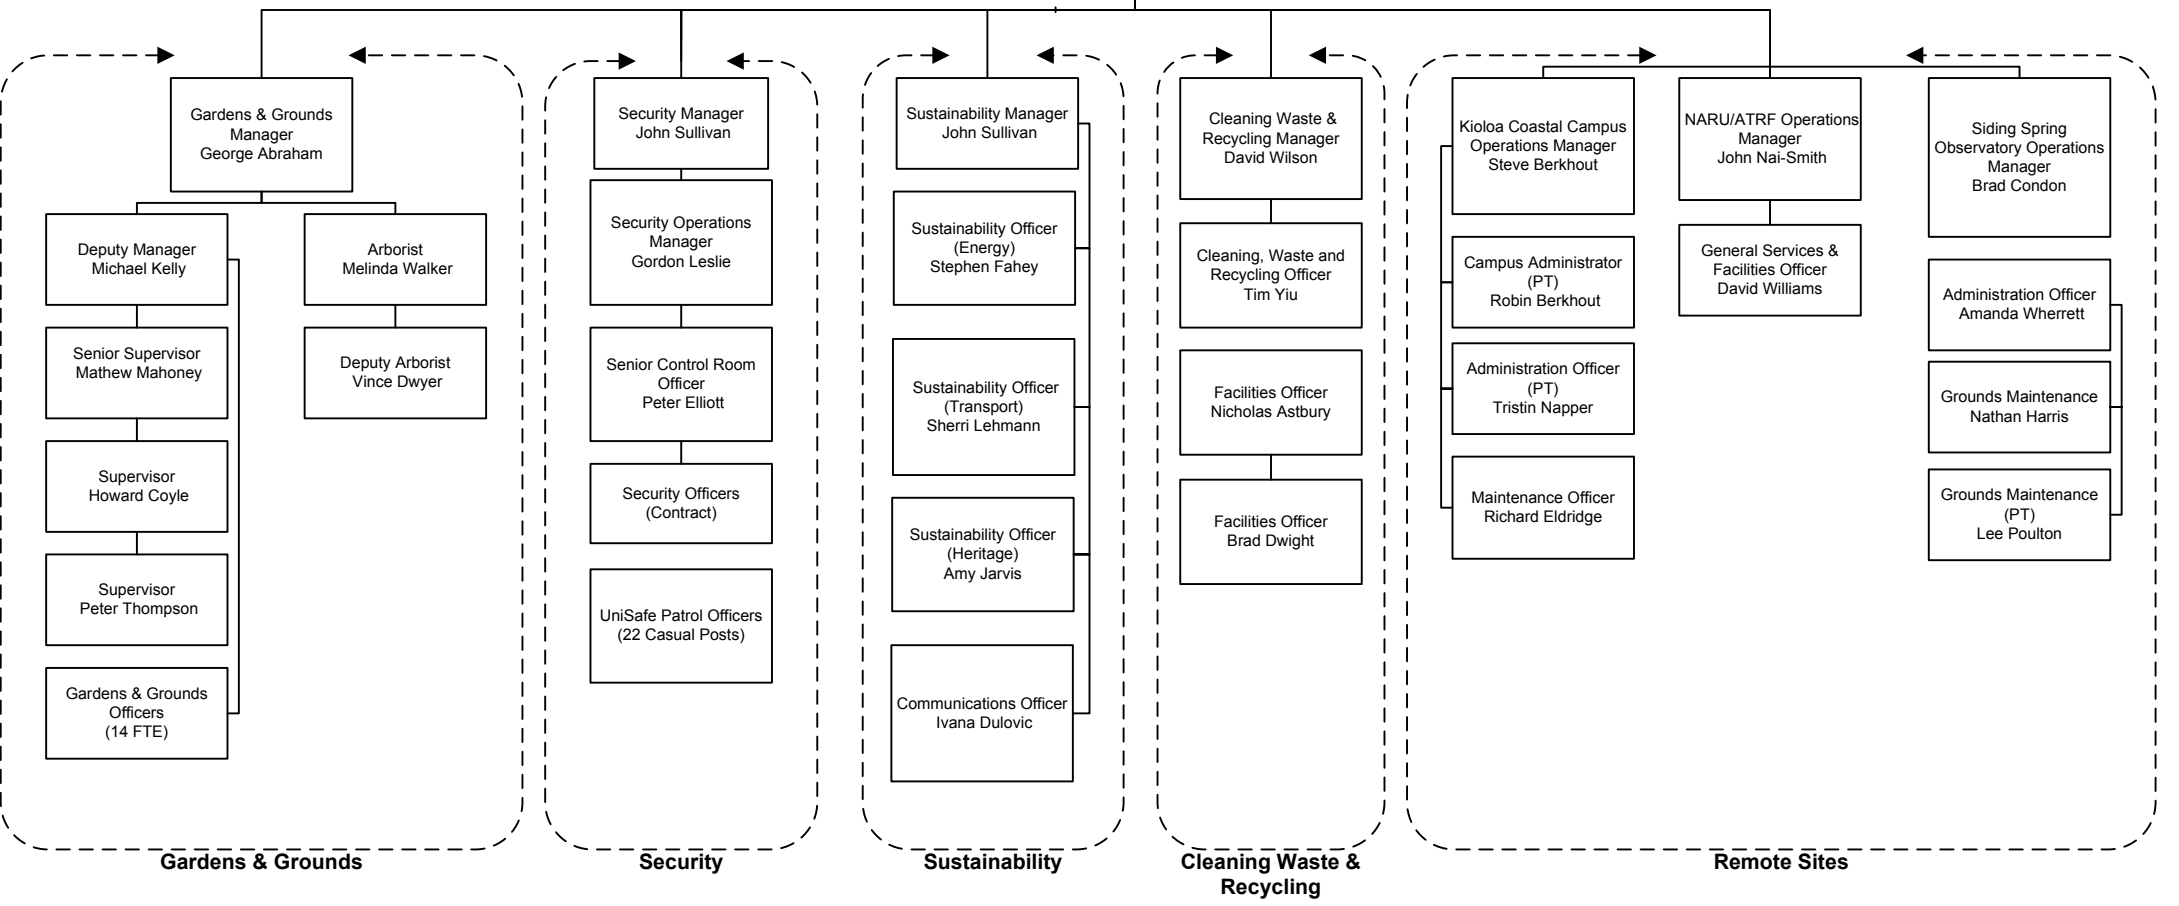 Gardens & Grounds
Manager
George Abraham
Deputy Manager
Michael Kelly
Senior Supervisor
Mathew Mahoney
Supervisor
Howard Coyle
Supervisor
Peter Thompson
Gardens & Grounds
Officers
(14 FTE)
Arborist
Melinda Walker
Deputy Arborist
Vince Dwyer
Gardens & Grounds
Security Manager
John Sullivan
Security Operations
Manager
Gordon Leslie
Senior Control Room
Officer
Peter Elliott
Security Officers
(Contract)
UniSafe Patrol Officers
(22 Casual Posts)
Security
Sustainability Manager
John Sullivan
Sustainability Officer
(Energy)
Stephen Fahey
Sustainability Officer
(Transport)
Sherri Lehmann
Sustainability Officer
(Heritage)
Amy Jarvis
Communications Officer
Ivana Dulovic
Sustainability
Cleaning Waste &
Recycling Manager
David Wilson
Cleaning, Waste and
Recycling Officer
Tim Yiu
Facilities Officer
Nicholas Astbury
Facilities Officer
Brad Dwight
Cleaning Waste &
Recycling
Kioloa Coastal Campus
Operations Manager
Steve Berkhout
Campus Administrator
(PT)
Robin Berkhout
Administration Officer
(PT)
Tristin Napper
Maintenance Officer
Richard Eldridge
NARU/ATRF Operations
Manager
John Nai-Smith
General Services &
Facilities Officer
David Williams
Siding Spring
Observatory Operations
Manager
Brad Condon
Administration Officer
Amanda Wherrett
Grounds Maintenance
Nathan Harris
Grounds Maintenance
(PT)
Lee Poulton
Remote Sites